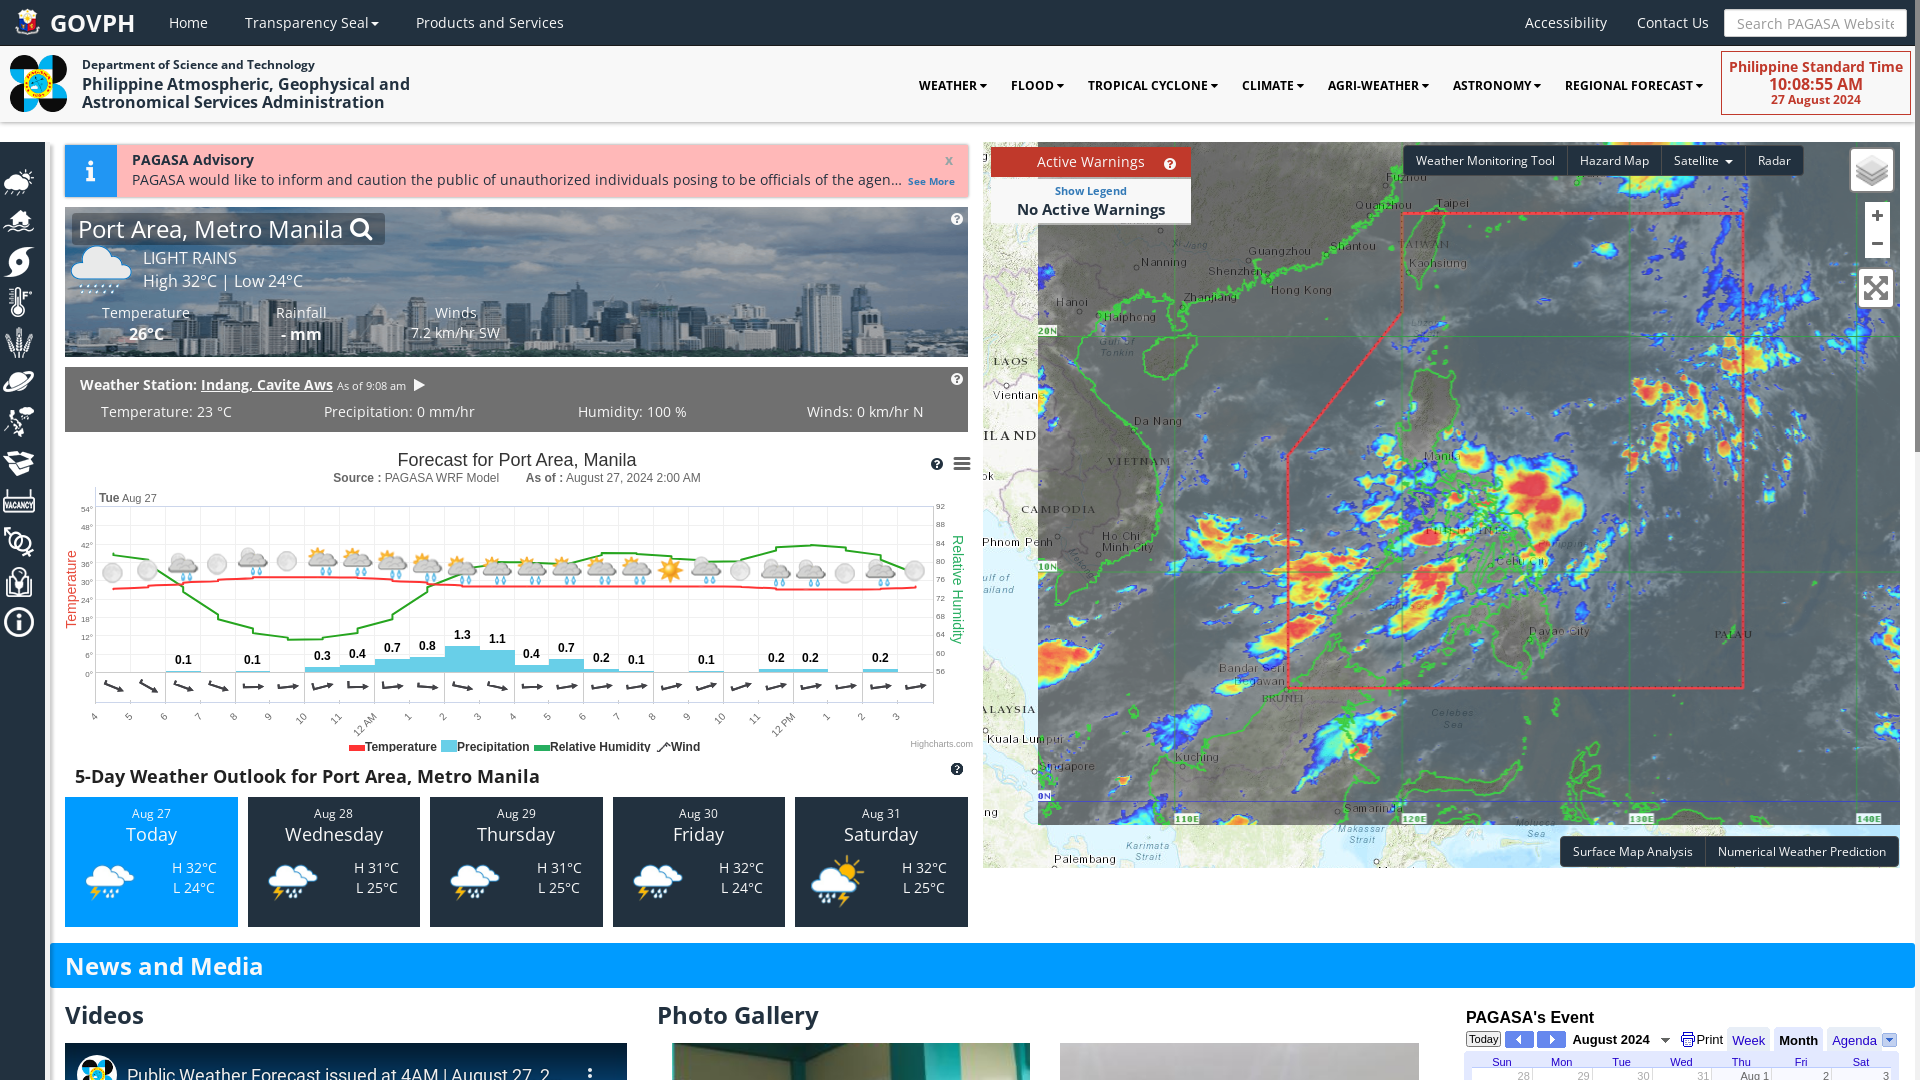 GOVPH
Home
Transparency Seal
Products and Services
Accessibility
Contact Us
Search PAGASA Website
Department of Science and Technology
Philippine Atmospheric, Geophysical and
Astronomical Services Administration
WEATHER
FLOOD
TROPICAL CYCLONE
CLIMATE
AGRI-WEATHER
ASTRONOMY
REGIONAL FORECAST
Philippine Standard Time
10:08:55 AM
27 August 2024
PAGASA Advisory
x
PAGASA would like to inform and caution the public of unauthorized individuals posing to be officials of the agen... See More
Port Area, Metro Manila
LIGHT RAINS
High 32°C | Low 24°C
Temperature Rainfall Winds
26°C - mm 7.2 km/hr SW
Weather Station: Indang, Cavite Aws As of 9:08 am
Temperature: 23 °C Precipitation: 0 mm/hr Humidity: 100 % Winds: 0 km/hr N
Forecast for Port Area, Manila
Source : PAGASA WRF Model As of : August 27, 2024 2:00 AM
Tue Aug 27
54° 48° 42° 36° 30° 24° 18° 12° 6° 0°
Temperature
92 88 84 80 76 72 68 64 60 56
Relative Humidity
0.1 0.1 0.3 0.4 0.7 0.8 1.3 1.1 0.4 0.7 0.2 0.1 0.1 0.2 0.2 0.2
4 5 6 7 8 9 10 11 12 AM 1 2 3 4 5 6 7 8 9 10 11 12 PM 1 2 3
Temperature Precipitation Relative Humidity Wind
Highcharts.com
5-Day Weather Outlook for Port Area, Metro Manila
Aug 27
Today
H 32°C
L 24°C
Aug 28
Wednesday
H 31°C
L 25°C
Aug 29
Thursday
H 31°C
L 25°C
Aug 30
Friday
H 32°C
L 24°C
Aug 31
Saturday
H 32°C
L 25°C
VACANCY
Active Warnings
Show Legend
No Active Warnings
Weather Monitoring Tool
Hazard Map
Satellite
Radar
+
−
Fuzhou
Quanzhou
Taipei
TAIWAN
Kaohsiung
Shantou
Guangzhou
Jiang
Nanning
Shenzhen
Hong Kong
Zhanjiang
Hanoi
Haiphong
Gulf of
Tonkin
20N
LAOS
Vientiane
Da Nang
ILAND
VIETNAM
Manila
ok
CAMBODIA
PHILIPPINES
Phnom Penh
Ho Chi
Minh City
10N
Cebu City
ulf of
ailand
Davao City
PALAU
Bandar Seri
Begawan
BRUNEI
ALAYSIA
Celebes
Sea
Kuala Lumpur
Kuching
Singapore
0N
ng
Samarinda
110E
120E
130E
140E
Molucca
Sea
Makassar
Strait
Karimata
Strait
Palembang
Surface Map Analysis
Numerical Weather Prediction
News and Media
Videos
Photo Gallery
PAGASA's Event
Today
August 2024
Print
Week
Month
Agenda
Public Weather Forecast issued at 4AM | August 27, 2
Sun Mon Tue Wed Thu Fri Sat
28 29 30 31 Aug 1 2 3